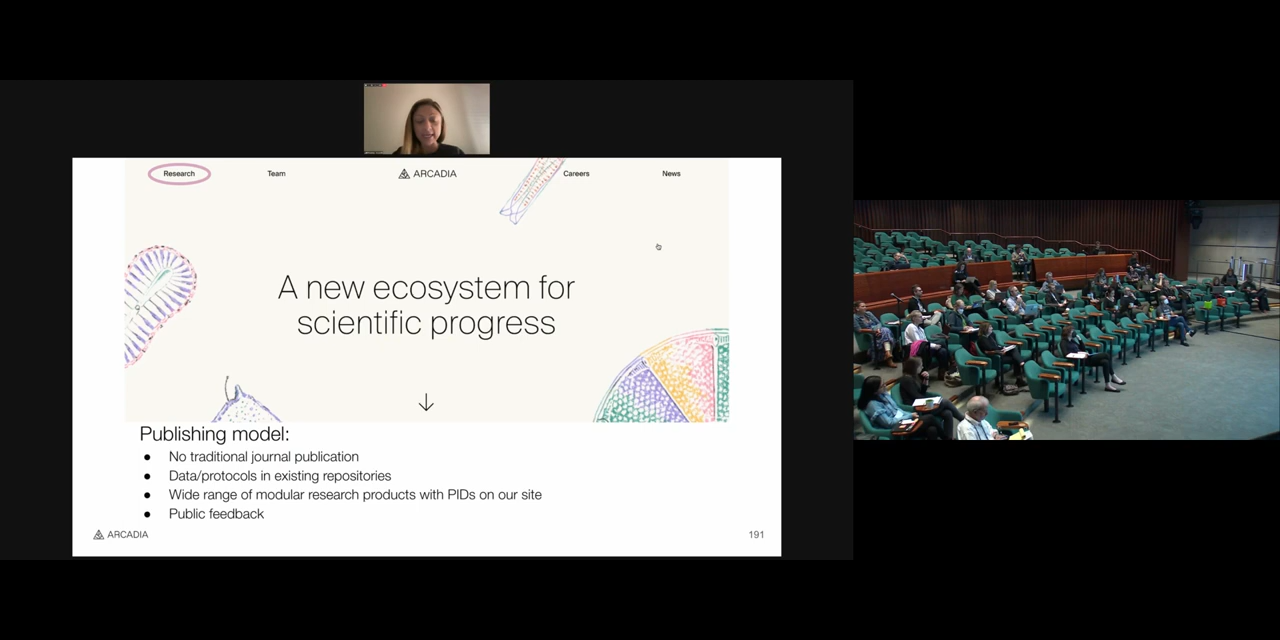 Research
Team
ARCADIA
Careers
News
A new ecosystem for
scientific progress
Publishing model:
● No traditional journal publication
● Data/protocols in existing repositories
● Wide range of modular research products with PIDs on our site
● Public feedback
ARCADIA
191